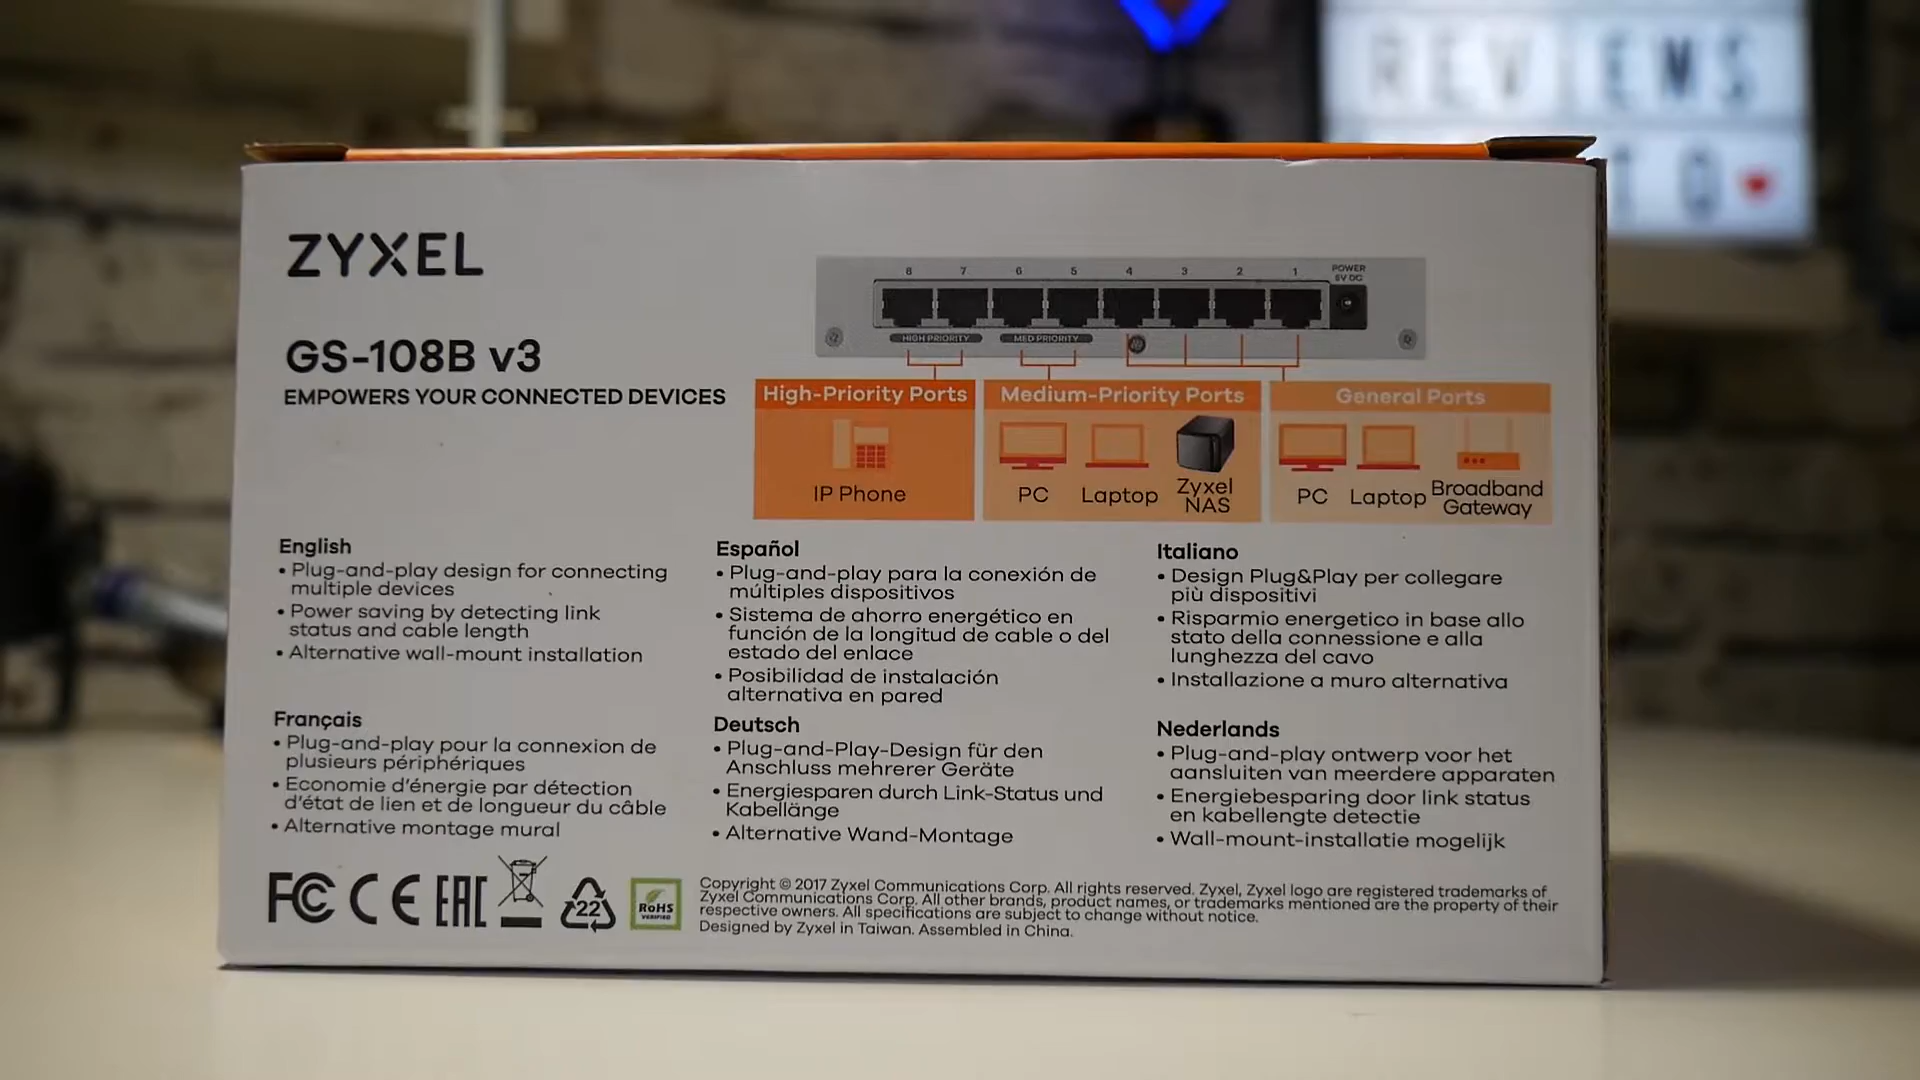 REVIEWS
IQ
ZYXEL
GS-108B v3
EMPOWERS YOUR CONNECTED DEVICES
8 7 6 5 4 3 2 1
POWER
HIGH PRIORITY MED PRIORITY
High-Priority Ports
IP Phone
Medium-Priority Ports
PC Laptop Zyxel
NAS
General Ports
PC Laptop Broadband
Gateway
English
• Plug-and-play design for connecting
multiple devices
• Power saving by detecting link
status and cable length
• Alternative wall-mount installation
Español
• Plug-and-play para la conexión de
múltiples dispositivos
• Sistema de ahorro energético en
función de la longitud de cable o del
estado del enlace
• Posibilidad de instalación
alternativa en pared
Italiano
• Design Plug&Play per collegare
più dispositivi
• Risparmio energetico in base allo
stato della connessione e alla
lunghezza del cavo
• Installazione a muro alternativa
Français
• Plug-and-play pour la connexion de
plusieurs périphériques
• Economie d'énergie par détection
d'état de lien et de longueur du câble
• Alternative montage mural
Deutsch
• Plug-and-Play-Design für den
Anschluss mehrerer Geräte
• Energiesparen durch Link-Status und
Kabellänge
• Alternative Wand-Montage
Nederlands
• Plug-and-play ontwerp voor het
aansluiten van meerdere apparaten
• Energiebesparing door link status
en kabellengte detectie
• Wall-mount-installatie mogelijk
FC CE EAC 22 RoHS
VERIFIED
Copyright © 2017 Zyxel Communications Corp. All rights reserved. Zyxel, Zyxel logo are registered trademarks of
Zyxel Communications Corp. All other brands, product names, or trademarks mentioned are the property of their
respective owners. All specifications are subject to change without notice.
Designed by Zyxel in Taiwan. Assembled in China.